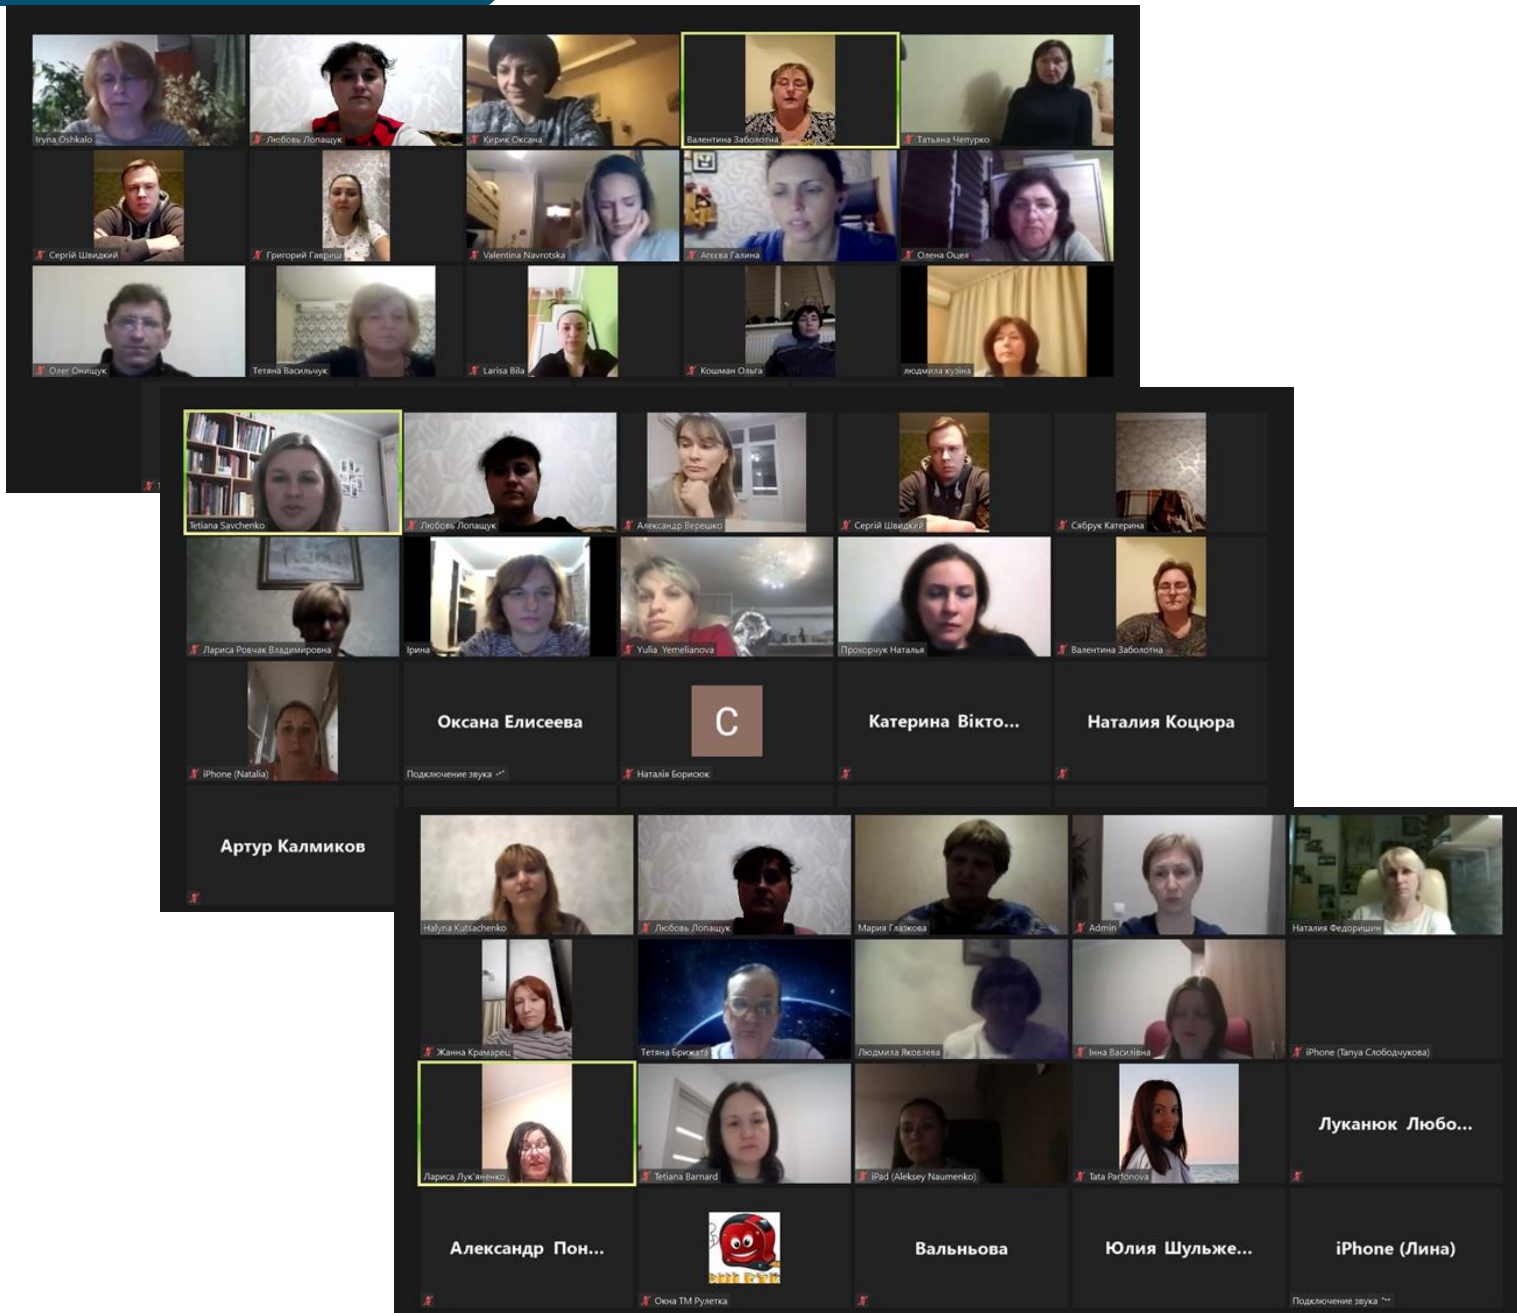 Iryna Oshkalo
Любовь Лопащук
Кирик Оксана
Валентина Заболотна
Татьяна Чепурко
Сергій Швидкий
Григорий Гавриш
Valentina Navrotska
Агєєва Галина
Олена Оцел
Олег Онищук
Тетяна Васильчук
Larisa Bila
Кошман Ольга
людмила кузіна
Tetiana Savchenko
Любовь Лопащук
Александр Верешко
Сергій Швидкий
Сябрук Катерина
Лариса Ровчак Владимировна
Ірина
Yulia Yemelianova
Прохорчук Наталья
Валентина Заболотна
iPhone (Natalia)
Оксана Елисеева
Подключение звука
C
Наталія Борисюк
Катерина Вікто...
Наталия Коцюра
Артур Калмиков
Halyna Kutsachenko
Любовь Лопащук
Мария Глазкова
Admin
Наталия Федоришин
Жанна Крамарец
Тетяна Брижата
Людмила Яковлева
Інна Василівна
iPhone (Tanya Слободчукова)
Лариса Лук'яненко
Tetiana Barnard
iPad (Aleksey Naumenko)
Tata Parfonova
Луканюк Любо...
Александр Пон...
Окна ТМ Рулетка
Вальньова
Юлия Шульже...
iPhone (Лина)
Подключение звука